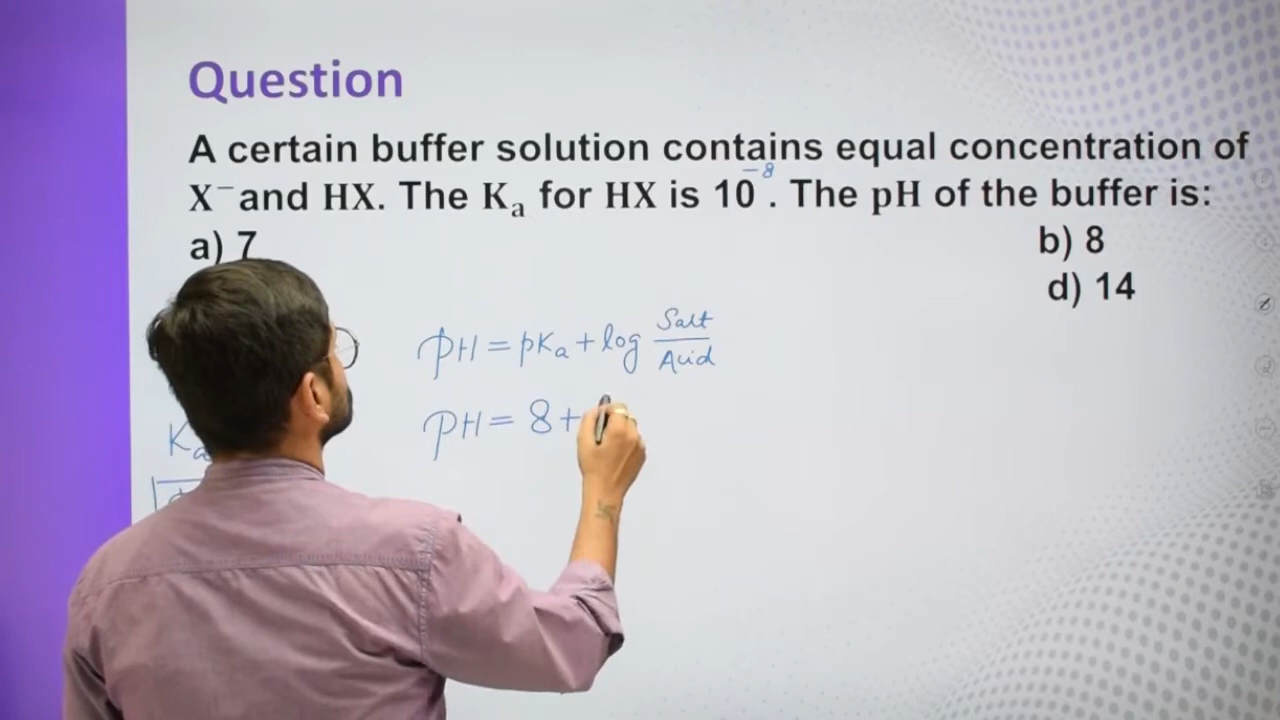 Question
A certain buffer solution contains equal concentration of
X⁻ and HX. The Kₐ for HX is 10⁻⁸. The pH of the buffer is:
a) 7 b) 8
d) 14
pH = pKₐ + log Salt/Acid
pH = 8 +
Kₐ